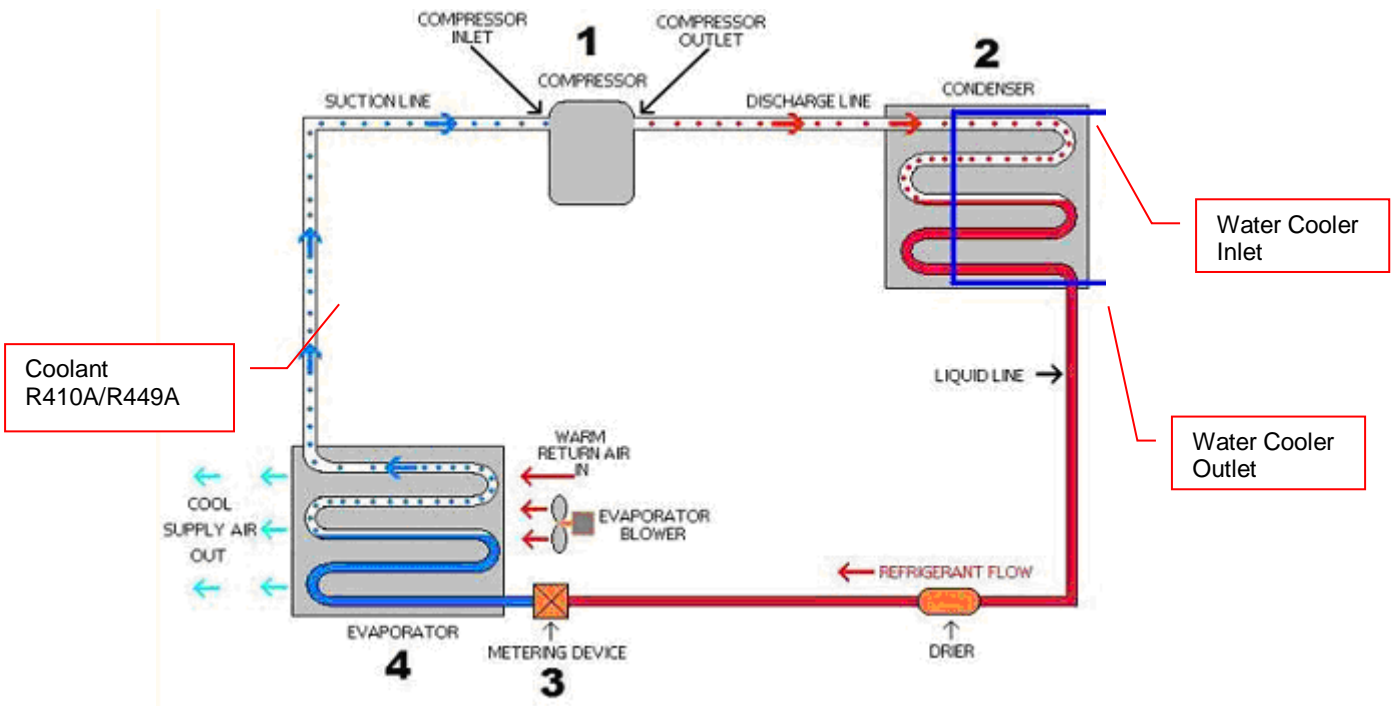 COMPRESSOR
INLET
1
COMPRESSOR
OUTLET
COMPRESSOR
2
CONDENSER
SUCTION LINE
DISCHARGE LINE
Water Cooler
Inlet
Coolant
R410A/R449A
LIQUID LINE
Water Cooler
Outlet
WARM
RETURN AIR
IN
COOL
SUPPLY AIR
OUT
EVAPORATOR
BLOWER
REFRIGERANT FLOW
EVAPORATOR
4
METERING DEVICE
3
DRIER